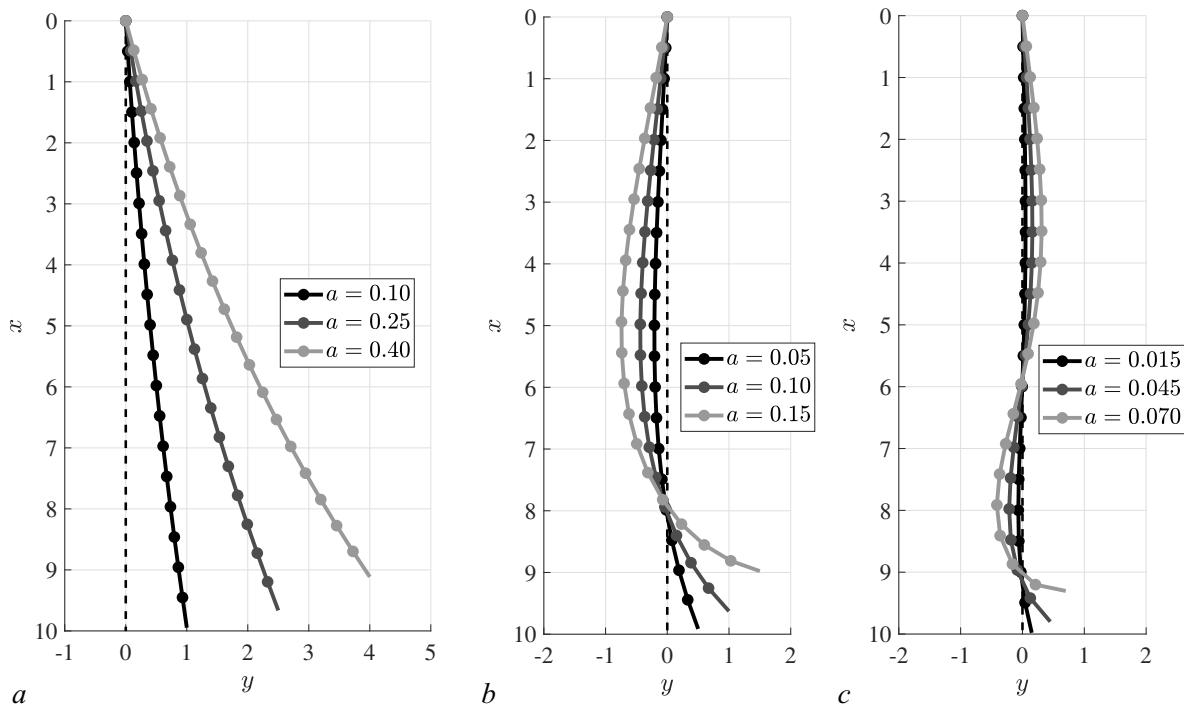 0
1
2
3
4
5
6
7
8
9
10
x
-1 0 1 2 3 4 5
y
a = 0.10
a = 0.25
a = 0.40
a
0
1
2
3
4
5
6
7
8
9
10
x
-2 -1 0 1 2
y
a = 0.05
a = 0.10
a = 0.15
b
0
1
2
3
4
5
6
7
8
9
10
x
-2 -1 0 1 2
y
a = 0.015
a = 0.045
a = 0.070
c